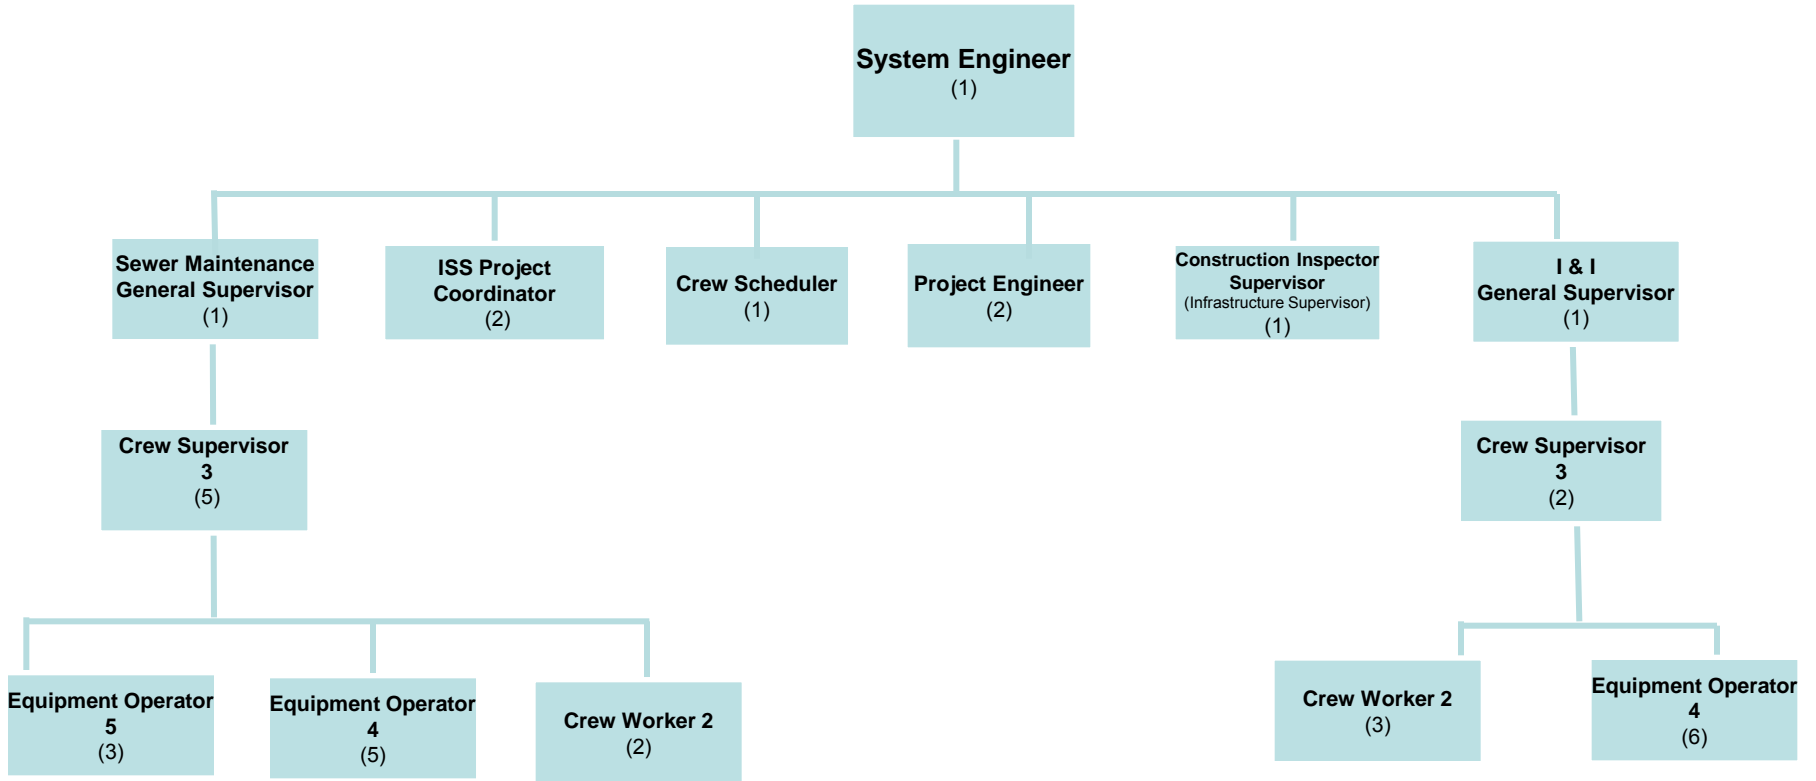 System Engineer
(1)
Sewer Maintenance
General Supervisor
(1)
ISS Project
Coordinator
(2)
Crew Scheduler
(1)
Project Engineer
(2)
Construction Inspector
Supervisor
(Infrastructure Supervisor)
(1)
I & I
General Supervisor
(1)
Crew Supervisor
3
(5)
Crew Supervisor
3
(2)
Equipment Operator
5
(3)
Equipment Operator
4
(5)
Crew Worker 2
(2)
Crew Worker 2
(3)
Equipment Operator
4
(6)